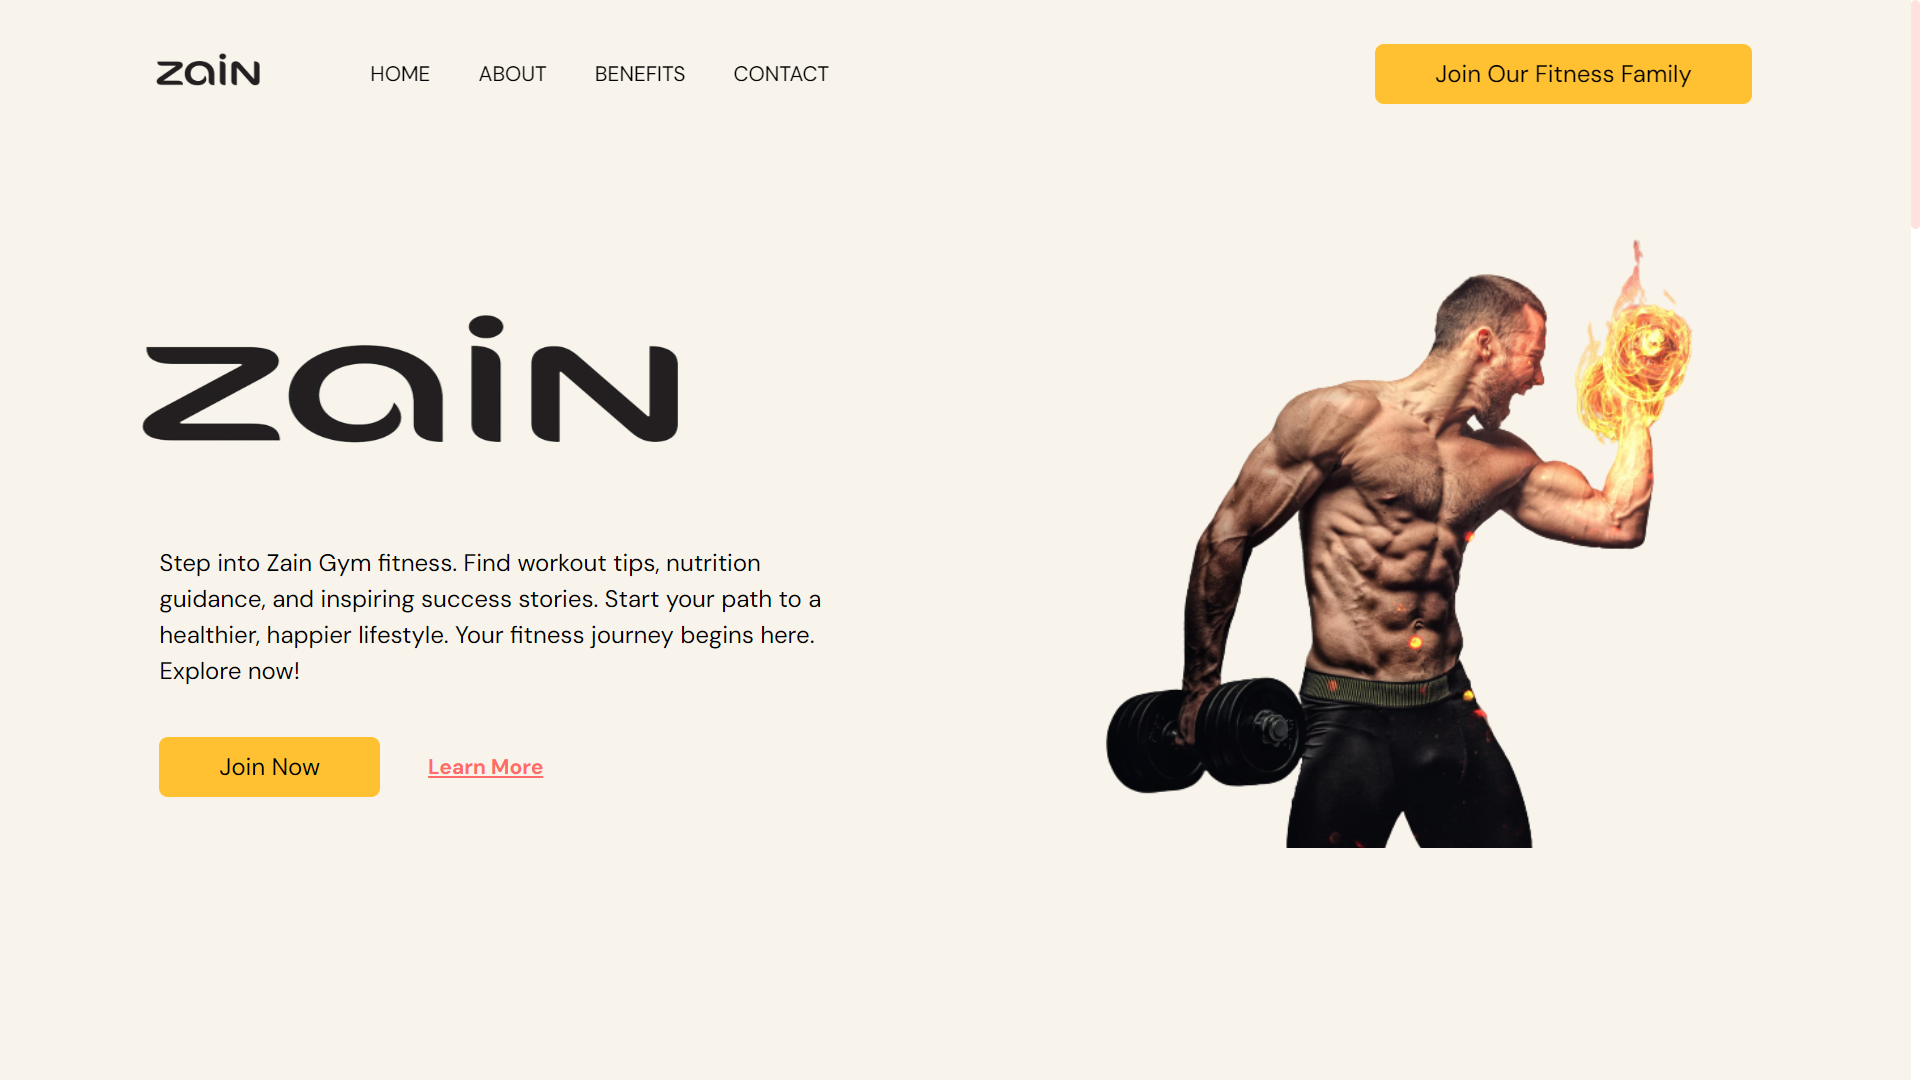 zain
HOME
ABOUT
BENEFITS
CONTACT
Join Our Fitness Family
zain
Step into Zain Gym fitness. Find workout tips, nutrition
guidance, and inspiring success stories. Start your path to a
healthier, happier lifestyle. Your fitness journey begins here.
Explore now!
Join Now
Learn More